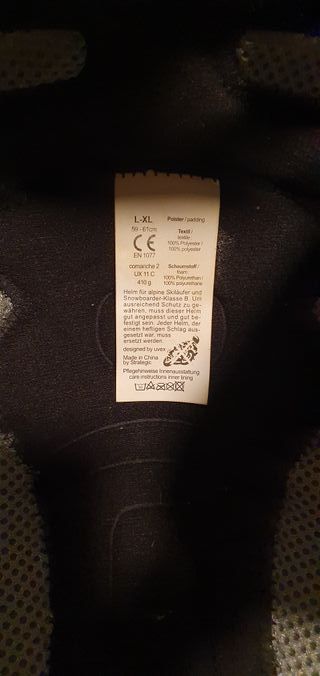 L-XL
59 - 61cm
CE
EN 1077
comanche 2
UX 11 C
410 g
Polster / padding
Textil /
textile :
100% Polyester /
100% polyester
Schaumstoff /
foam :
100% Polyurethan /
100% polyurethane
Helm für alpine Skiläufer und
Snowboarder-Klasse B. Um
ausreichend Schutz zu ge-
währen, muss dieser Helm
gut angepasst und gut be-
festigt sein. Jeder Helm, der
einem heftigen Schlag aus-
gesetzt war, muss
ersetzt werden.
designed by uvex
Made in China
by Strategic
Pflegehinweise Innenausstattung
care instructions inner lining